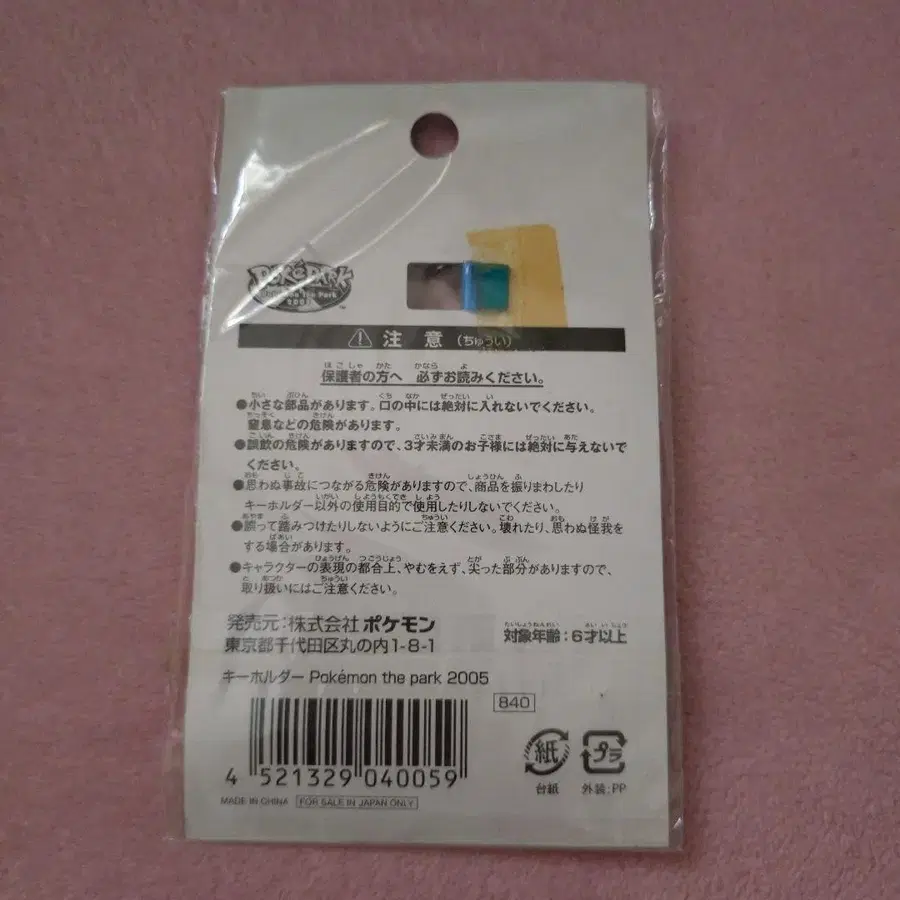 POKéPARK
Pokémon the Park
2005
⚠ 注意 (ちゅうい)
保護者の方へ 必ずお読みください。
●小さな部品があります。口の中には絶対に入れないでください。
窒息などの危険があります。
●誤飲の危険がありますので、3才未満のお子様には絶対に与えないで
ください。
●思わぬ事故につながる危険がありますので、商品を振りまわしたり
キーホルダー以外の使用目的で使用したりしないでください。
●誤って踏みつけたりしないようにご注意ください。壊れたり、思わぬ怪我を
する場合があります。
●キャラクターの表現の都合上、やむをえず、尖った部分がありますので、
取り扱いにはご注意ください。
発売元:株式会社 ポケモン
東京都千代田区丸の内1-8-1
対象年齢:6才以上
キーホルダー Pokémon the park 2005
840
4 521329 040059
紙 プラ
台紙 外装:PP
MADE IN CHINA FOR SALE IN JAPAN ONLY